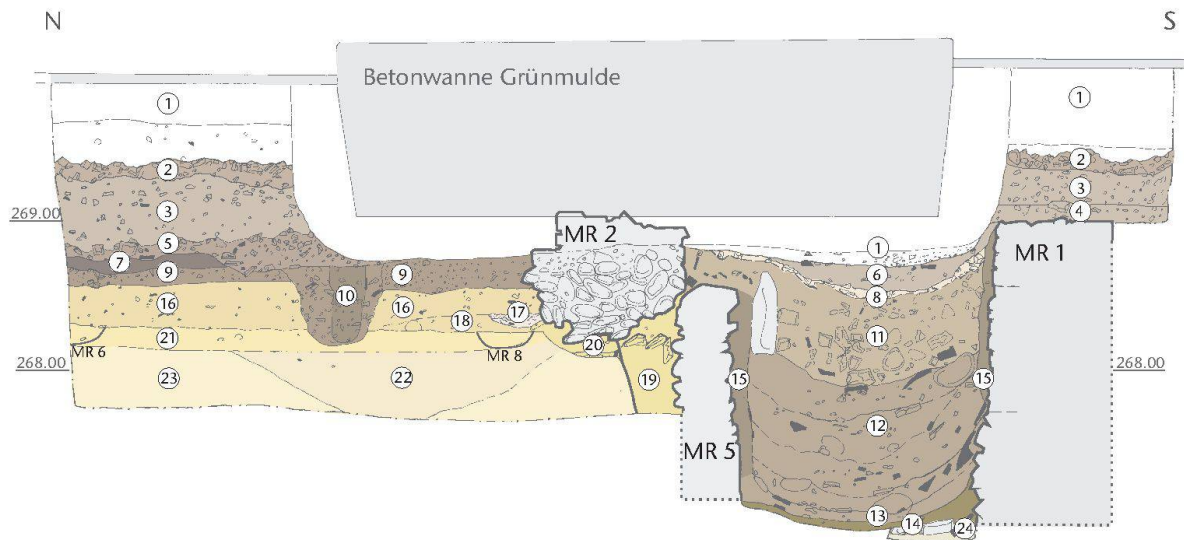 N S
Betonwanne Grünmulde
1 1
2 2
3 3
269.00 4
5 MR 2 MR 1
7 1
9 9 6
10 8
16 16 17
18 11
21 20
MR 6 MR 8
268.00 268.00
23 22 19 15 15
12
MR 5
13
14 24